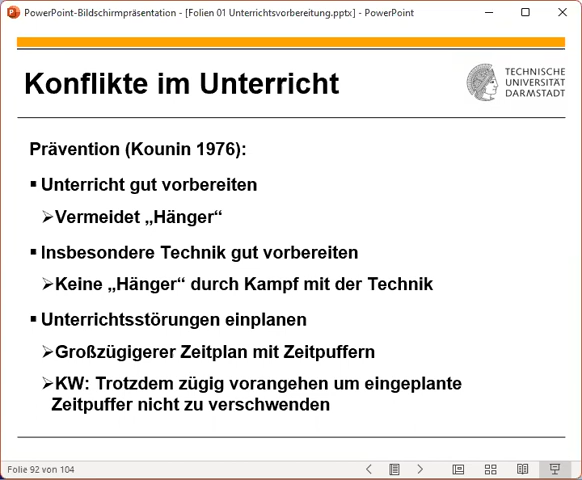 PowerPoint-Bildschirmpräsentation - [Folien 01 Unterrichtsvorbereitung.pptx] - PowerPoint
Konflikte im Unterricht
TECHNISCHE
UNIVERSITÄT
DARMSTADT
Prävention (Kounin 1976):
▪ Unterricht gut vorbereiten
➢Vermeidet „Hänger“
▪ Insbesondere Technik gut vorbereiten
➢Keine „Hänger“ durch Kampf mit der Technik
▪ Unterrichtsstörungen einplanen
➢Großzügigerer Zeitplan mit Zeitpuffern
➢KW: Trotzdem zügig vorangehen um eingeplante
Zeitpuffer nicht zu verschwenden
Folie 92 von 104